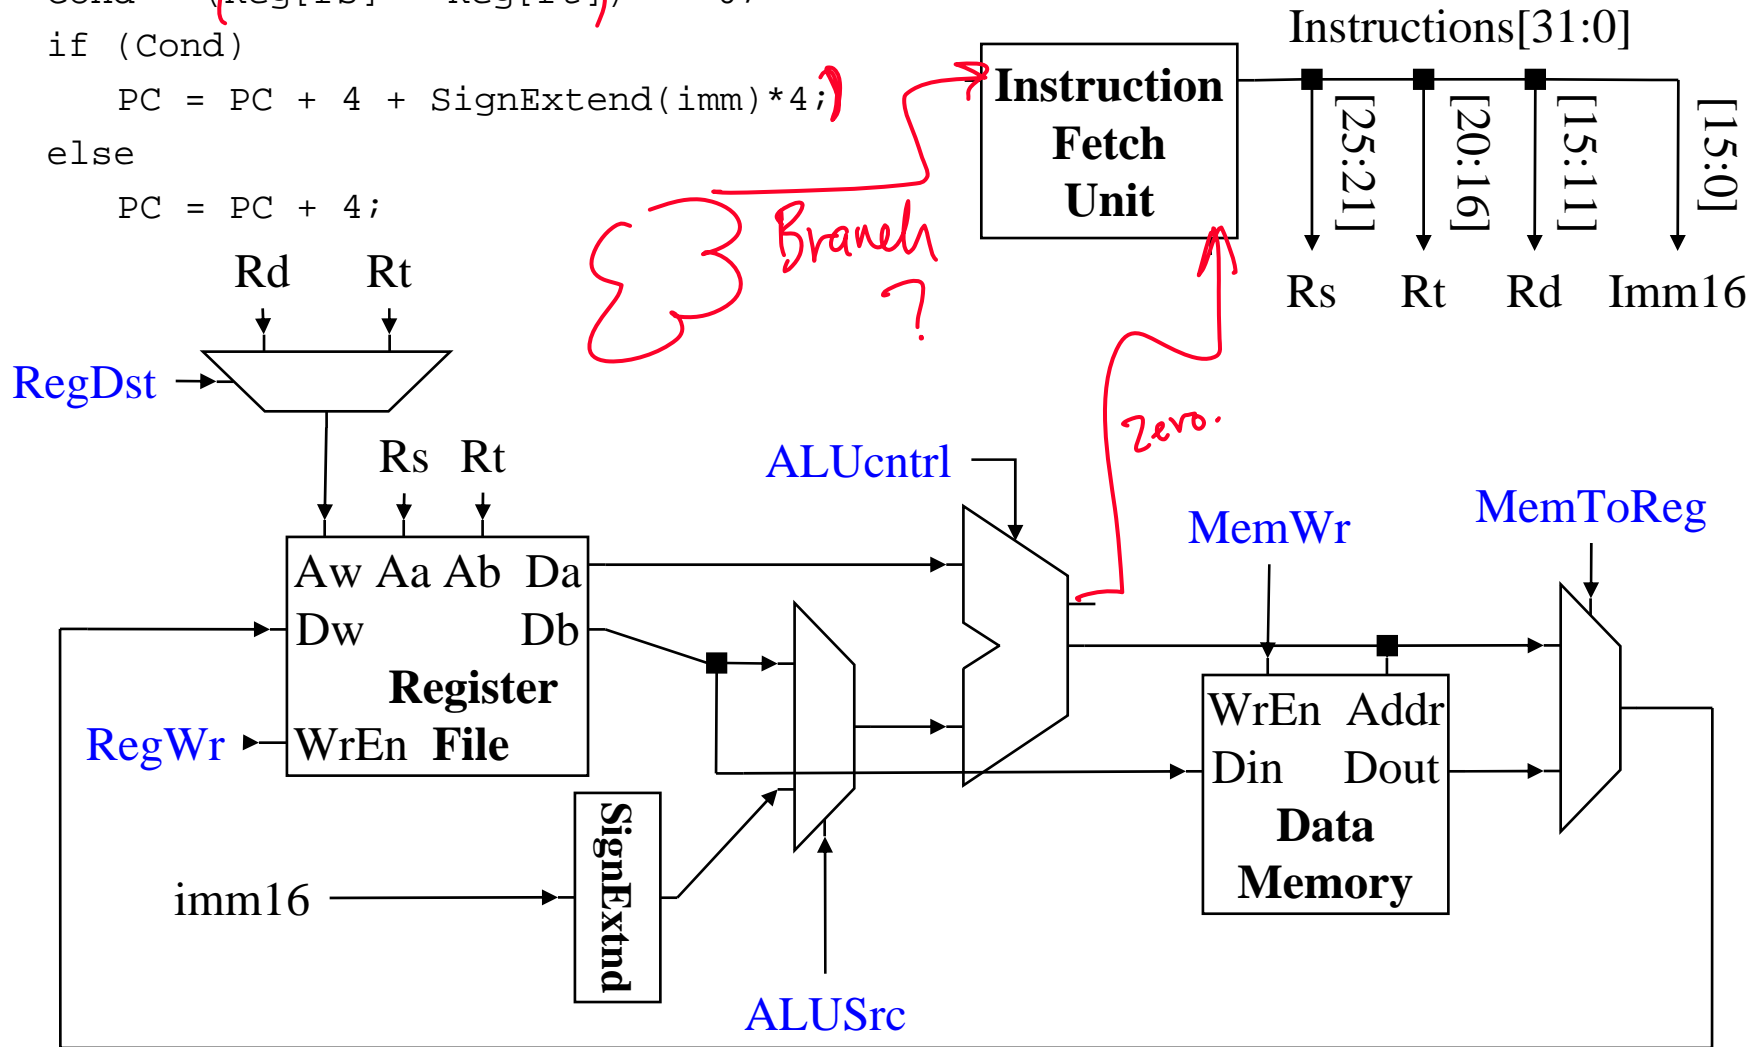 if (Cond)
PC = PC + 4 + SignExtend(imm)*4;
else
PC = PC + 4;
Instructions[31:0]
Instruction
Fetch
Unit
[25:21]
[20:16]
[15:11]
[15:0]
Rs Rt Rd Imm16
Branch
?
Rd Rt
RegDst
Zero.
Rs Rt
ALUcntrl
MemWr
MemToReg
Aw Aa Ab Da
Dw Db
Register
File
RegWr
WrEn
WrEn Addr
Din Dout
Data
Memory
SignExtnd
imm16
ALUSrc